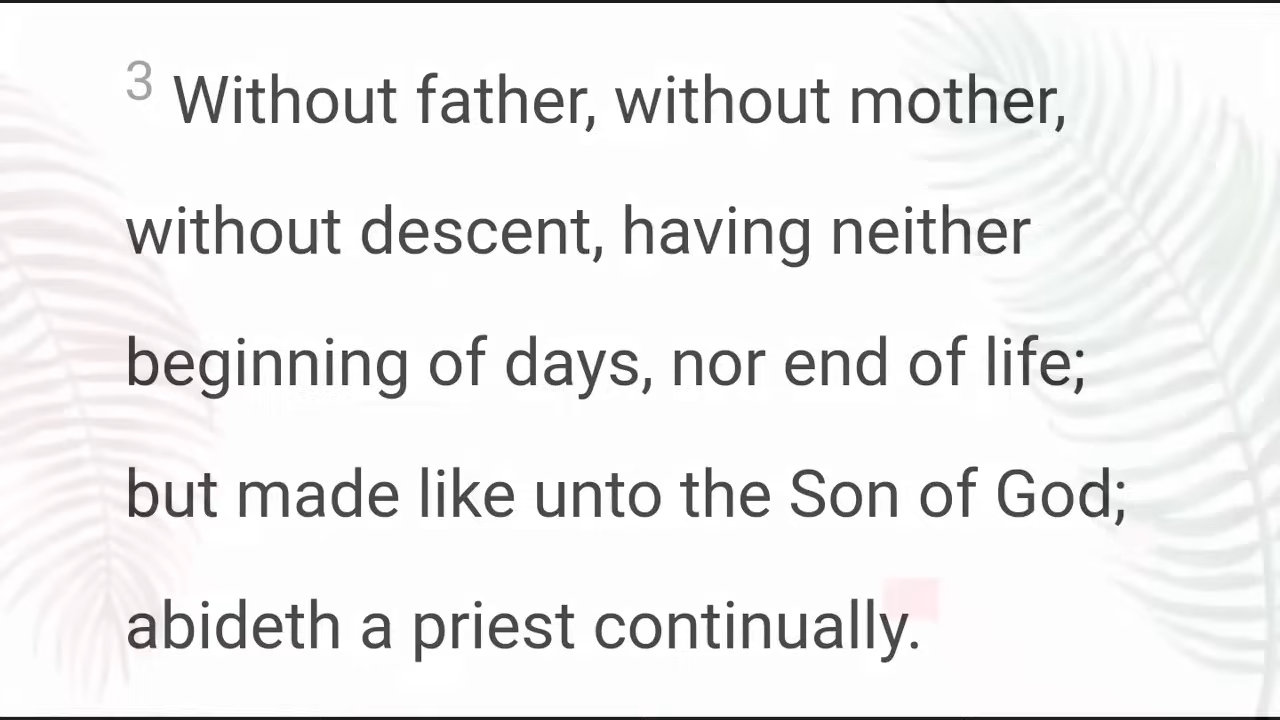 3 Without father, without mother,
without descent, having neither
beginning of days, nor end of life;
but made like unto the Son of God;
abideth a priest continually.